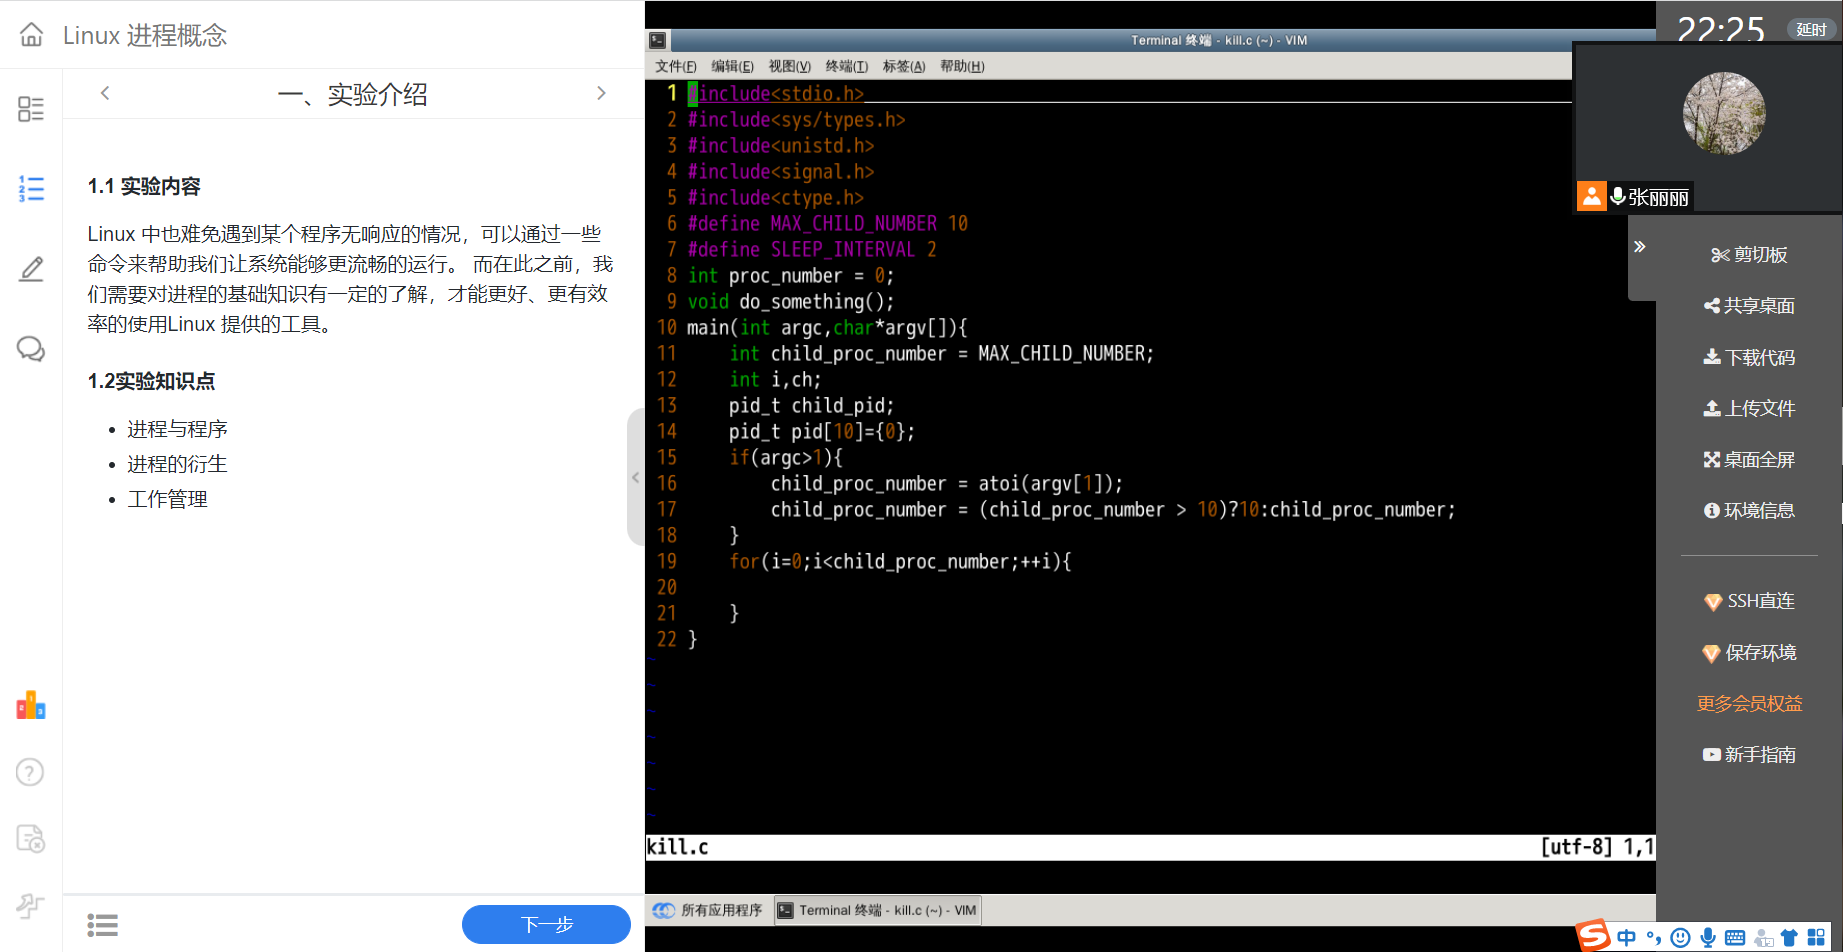 Linux 进程概念
一、实验介绍
1.1 实验内容
Linux 中也难免遇到某个程序无响应的情况，可以通过一些
命令来帮助我们让系统能够更流畅的运行。 而在此之前，我
们需要对进程的基础知识有一定的了解，才能更好、更有效
率的使用Linux 提供的工具。
1.2实验知识点
• 进程与程序
• 进程的衍生
• 工作管理
下一步
Terminal 终端 - kill.c (~) - VIM
文件(F) 编辑(E) 视图(V) 终端(T) 标签(A) 帮助(H)
1 #include<stdio.h>
2 #include<sys/types.h>
3 #include<unistd.h>
4 #include<signal.h>
5 #include<ctype.h>
6 #define MAX_CHILD_NUMBER 10
7 #define SLEEP_INTERVAL 2
8 int proc_number = 0;
9 void do_something();
10 main(int argc,char*argv[]){
11     int child_proc_number = MAX_CHILD_NUMBER;
12     int i,ch;
13     pid_t child_pid;
14     pid_t pid[10]={0};
15     if(argc>1){
16         child_proc_number = atoi(argv[1]);
17         child_proc_number = (child_proc_number > 10)?10:child_proc_number;
18     }
19     for(i=0;i<child_proc_number;++i){
20
21     }
22 }
~
~
~
~
~
~
~
kill.c [utf-8] 1,1
所有应用程序 Terminal 终端 - kill.c (~) - VIM
22:25 延时
张丽丽
剪切板
共享桌面
下载代码
上传文件
桌面全屏
环境信息
SSH直连
保存环境
更多会员权益
新手指南
S 中